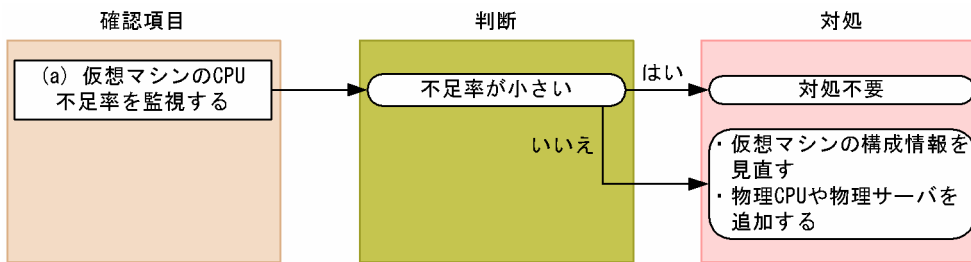 確認項目
判断
対処
(a) 仮想マシンのCPU
不足率を監視する
不足率が小さい
はい
対処不要
いいえ
・仮想マシンの構成情報を
見直す
・物理CPUや物理サーバを
追加する